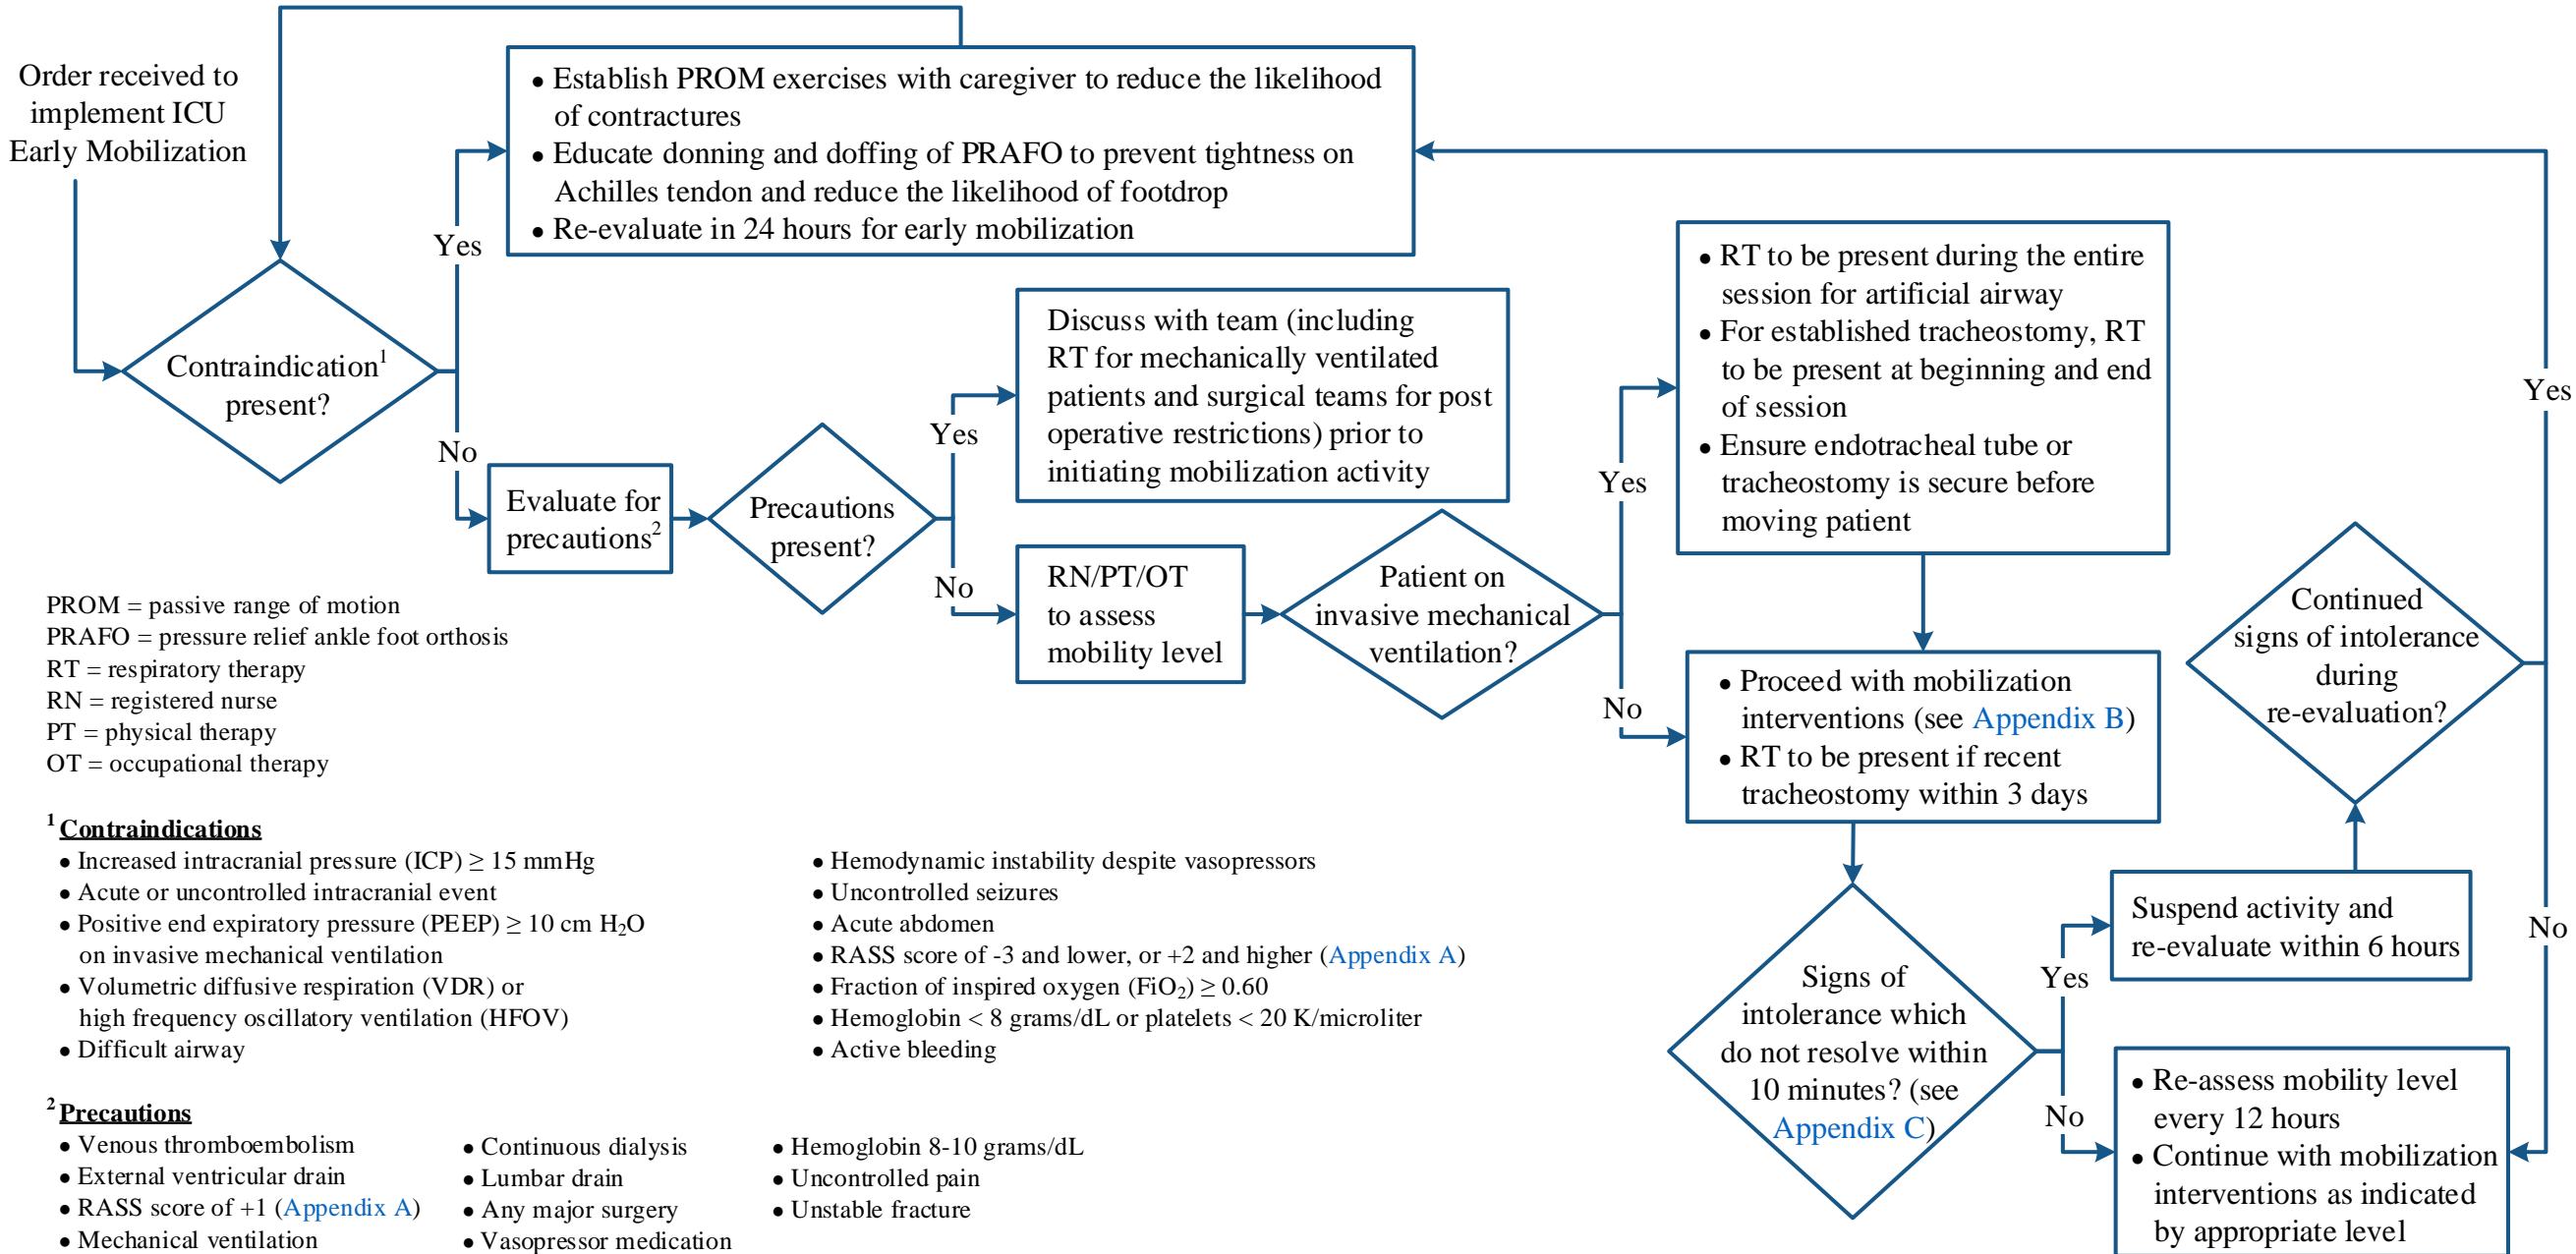 Order received to
implement ICU
Early Mobilization
Contraindication1
present?
Yes
No
• Establish PROM exercises with caregiver to reduce the likelihood
of contractures
• Educate donning and doffing of PRAFO to prevent tightness on
Achilles tendon and reduce the likelihood of footdrop
• Re-evaluate in 24 hours for early mobilization
Evaluate for
precautions2
Precautions
present?
Yes
No
Discuss with team (including
RT for mechanically ventilated
patients and surgical teams for post
operative restrictions) prior to
initiating mobilization activity
RN/PT/OT
to assess
mobility level
Patient on
invasive mechanical
ventilation?
Yes
No
• RT to be present during the entire
session for artificial airway
• For established tracheostomy, RT
to be present at beginning and end
of session
• Ensure endotracheal tube or
tracheostomy is secure before
moving patient
• Proceed with mobilization
interventions (see Appendix B)
• RT to be present if recent
tracheostomy within 3 days
Signs of
intolerance which
do not resolve within
10 minutes? (see
Appendix C)
Yes
No
Suspend activity and
re-evaluate within 6 hours
Continued
signs of intolerance
during
re-evaluation?
Yes
No
• Re-assess mobility level
every 12 hours
• Continue with mobilization
interventions as indicated
by appropriate level
PROM = passive range of motion
PRAFO = pressure relief ankle foot orthosis
RT = respiratory therapy
RN = registered nurse
PT = physical therapy
OT = occupational therapy
1 Contraindications
• Increased intracranial pressure (ICP) ≥ 15 mmHg
• Acute or uncontrolled intracranial event
• Positive end expiratory pressure (PEEP) ≥ 10 cm H2O
on invasive mechanical ventilation
• Volumetric diffusive respiration (VDR) or
high frequency oscillatory ventilation (HFOV)
• Difficult airway
• Hemodynamic instability despite vasopressors
• Uncontrolled seizures
• Acute abdomen
• RASS score of -3 and lower, or +2 and higher (Appendix A)
• Fraction of inspired oxygen (FiO2) ≥ 0.60
• Hemoglobin < 8 grams/dL or platelets < 20 K/microliter
• Active bleeding
2 Precautions
• Venous thromboembolism
• External ventricular drain
• RASS score of +1 (Appendix A)
• Mechanical ventilation
• Continuous dialysis
• Lumbar drain
• Any major surgery
• Vasopressor medication
• Hemoglobin 8-10 grams/dL
• Uncontrolled pain
• Unstable fracture